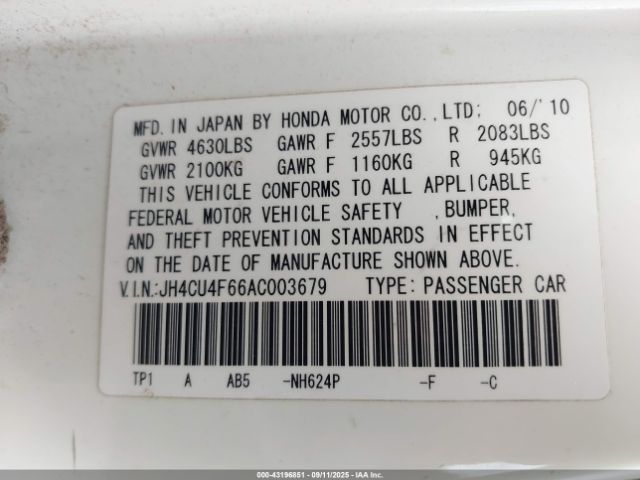 MFD. IN JAPAN BY HONDA MOTOR CO., LTD; 06/'10
GVWR 4630LBS GAWR F 2557LBS R 2083LBS
GVWR 2100KG GAWR F 1160KG R 945KG
THIS VEHICLE CONFORMS TO ALL APPLICABLE
FEDERAL MOTOR VEHICLE SAFETY , BUMPER,
AND THEFT PREVENTION STANDARDS IN EFFECT
ON THE DATE OF MANUFACTURE SHOWN ABOVE.
V.I.N.:JH4CU4F66AC003679 TYPE: PASSENGER CAR
TP1 A AB5 -NH624P -F -C
000-43196851 - 09/11/2025 - IAA Inc.